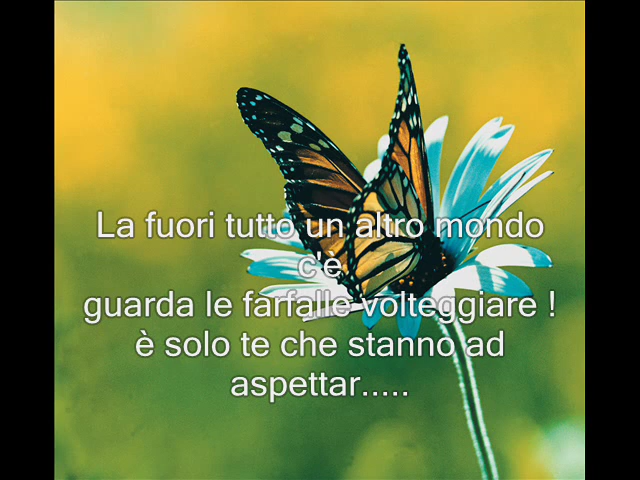 La fuori tutto un altro mondo
c'è
guarda le farfalle volteggiare !
è solo te che stanno ad
aspettar.....